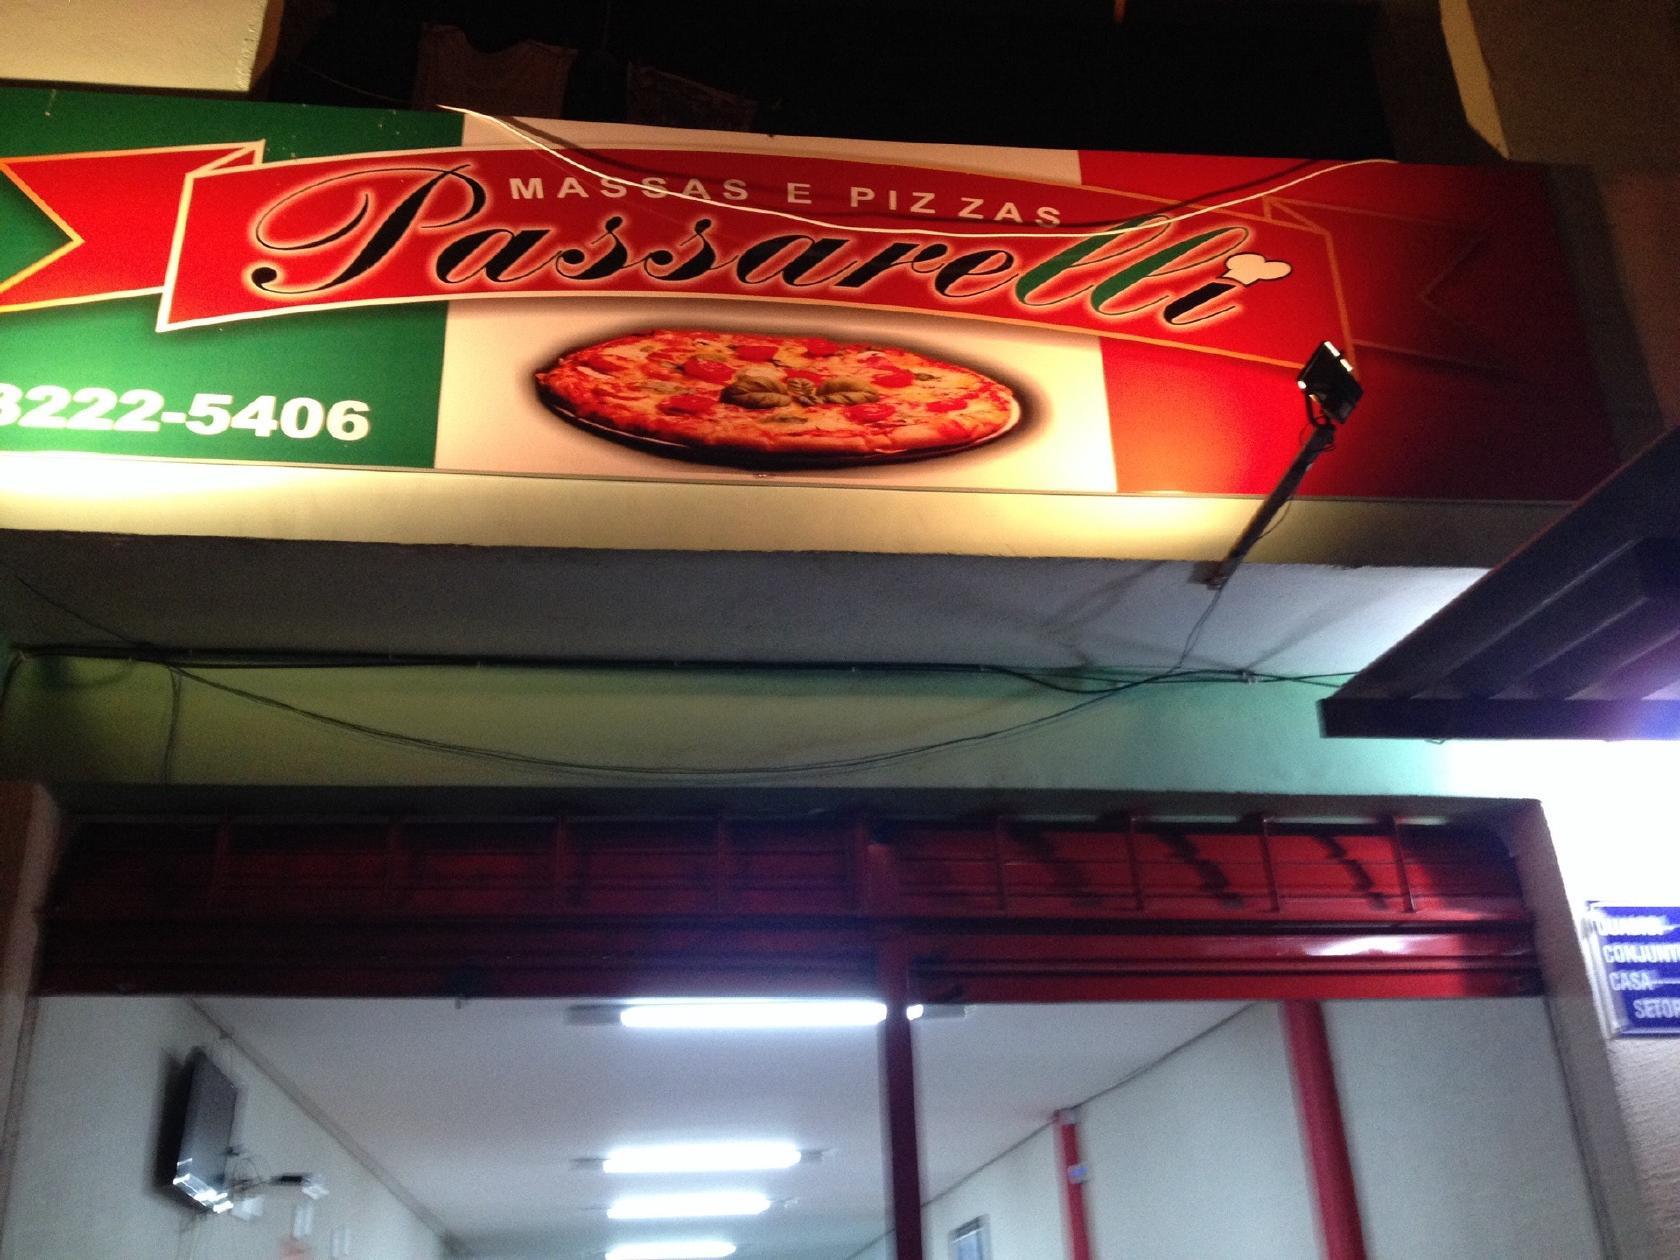 MASSAS E PIZZAS
Passarelli
3222-5406
CONJUNT
CASA
SETOR